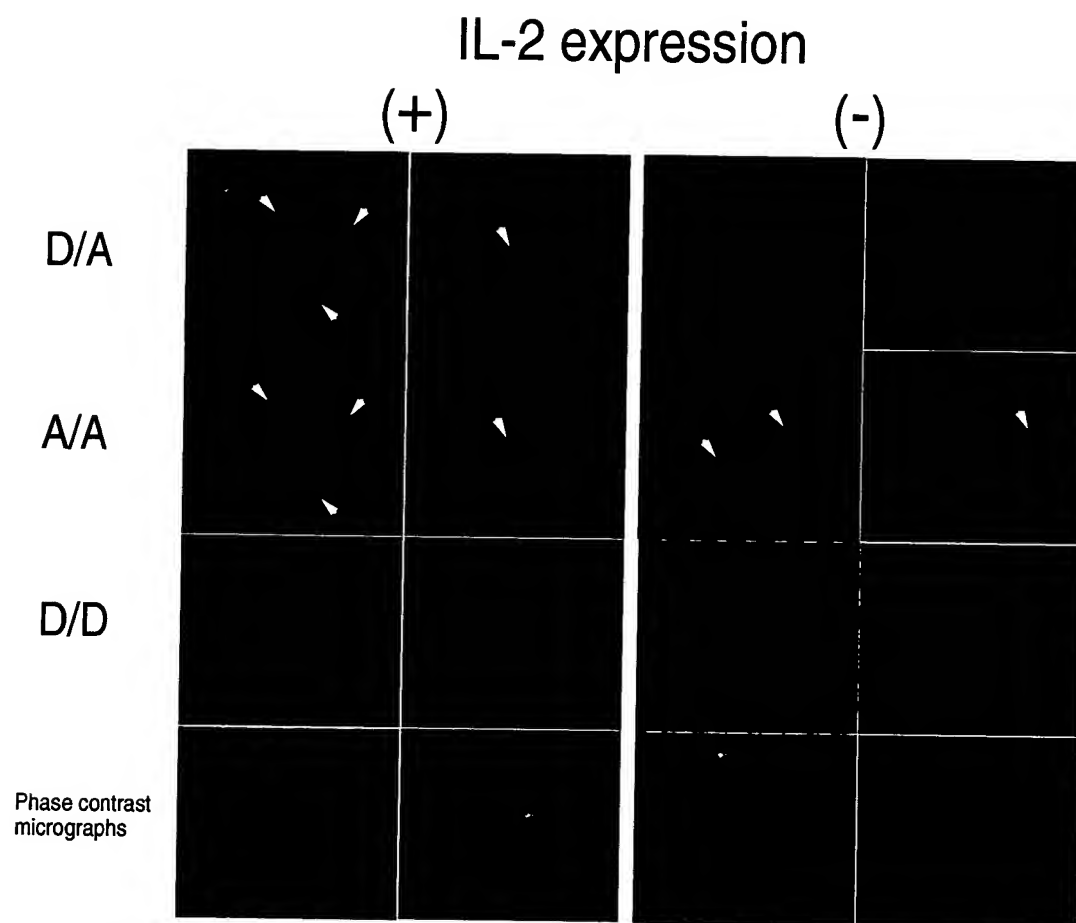 IL-2 expression
(+)
(-)
D/A
A/A
D/D
Phase contrast
micrographs